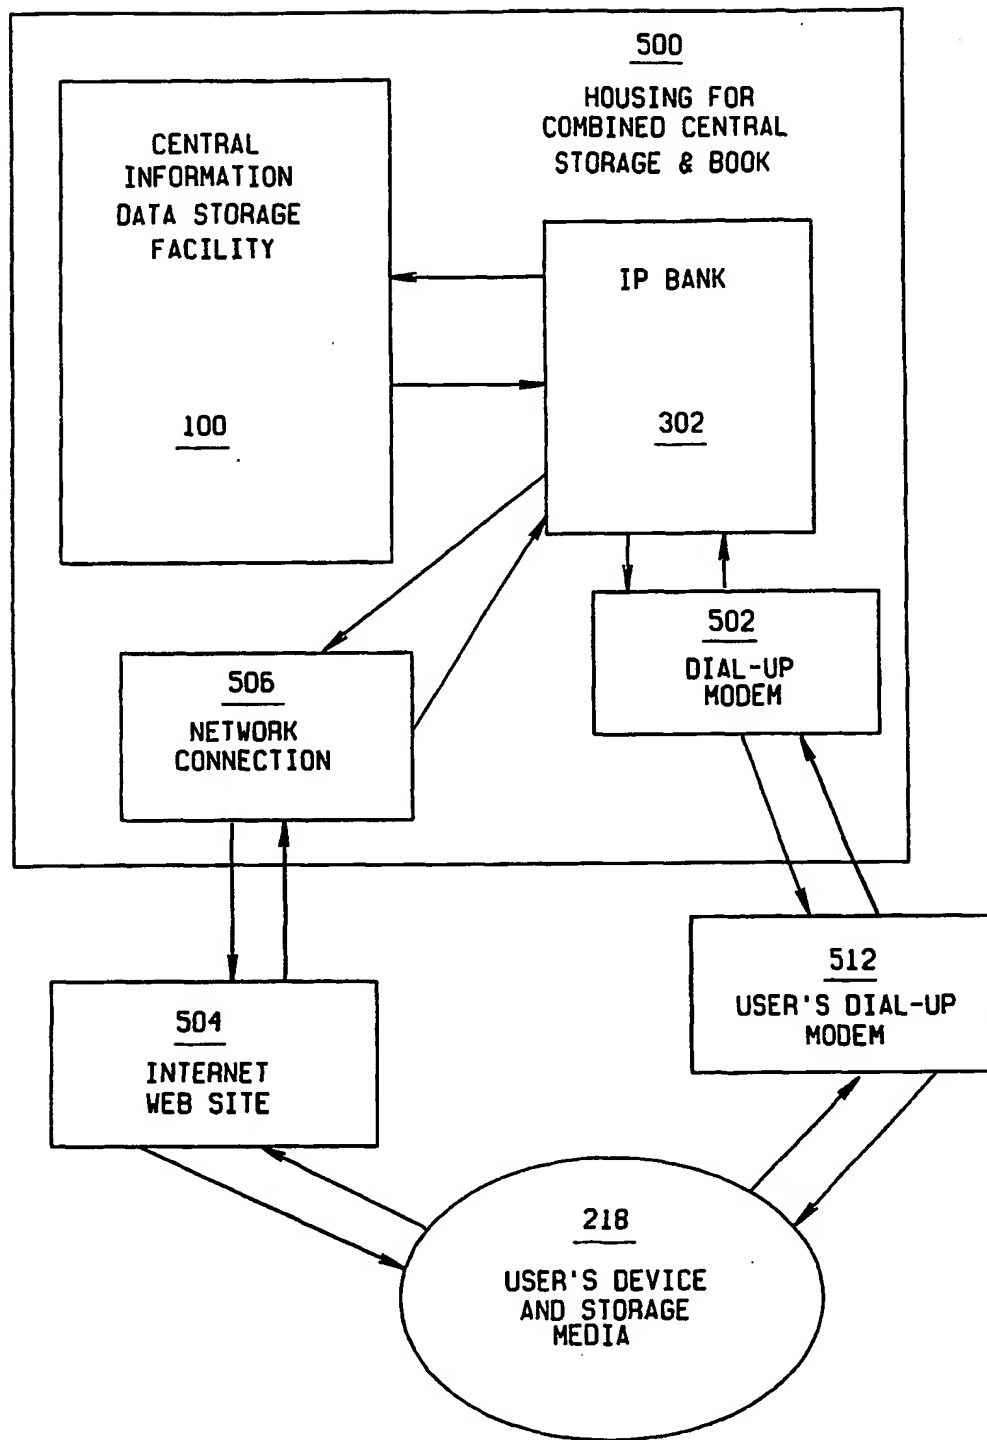 500
HOUSING FOR
COMBINED CENTRAL
STORAGE & BOOK
CENTRAL
INFORMATION
DATA STORAGE
FACILITY
100
IP BANK
302
502
DIAL-UP
MODEM
506
NETWORK
CONNECTION
512
USER'S DIAL-UP
MODEM
504
INTERNET
WEB SITE
218
USER'S DEVICE
AND STORAGE
MEDIA